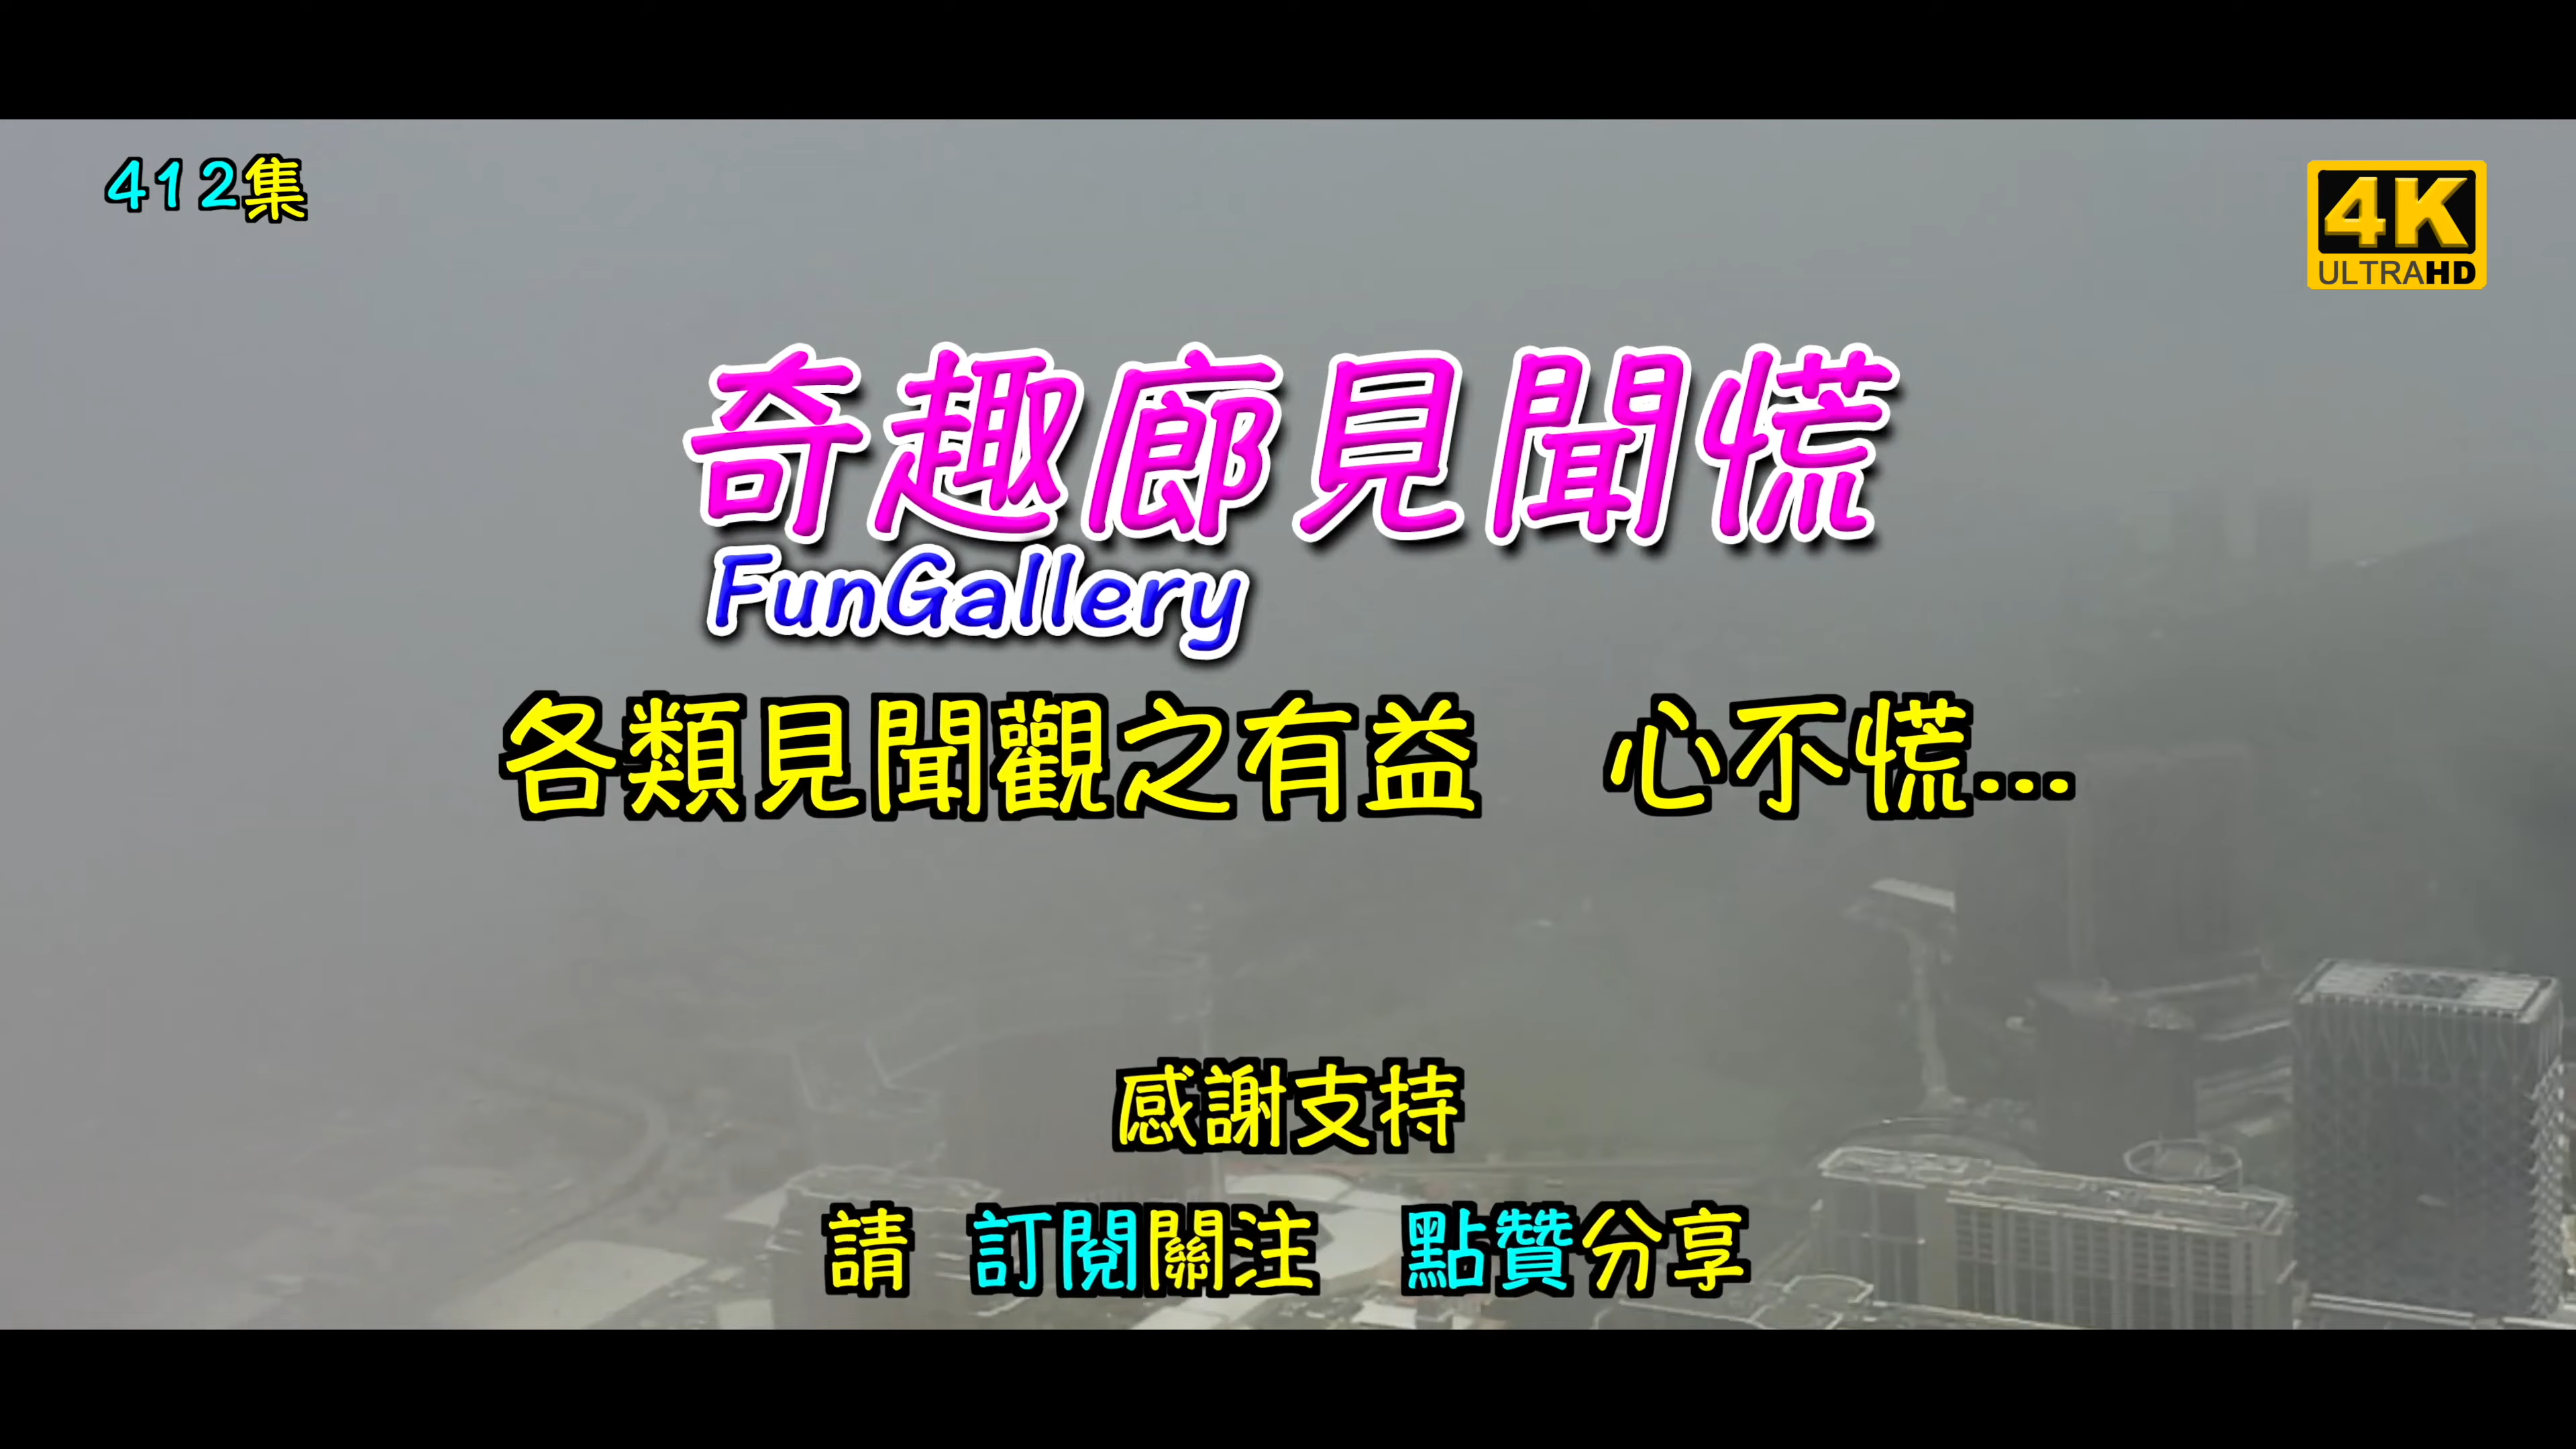 412集
4K
ULTRAHD
奇趣廊見聞慌
FunGallery
各類見聞觀之有益 心不慌...
感謝支持
請 訂閱關注 點贊分享